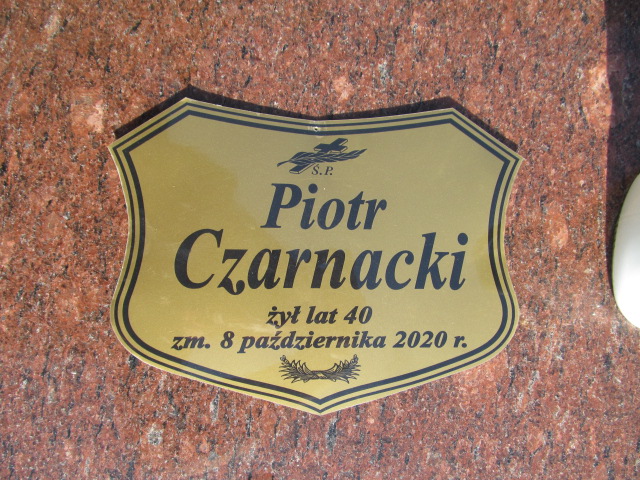 Ś.P.
Piotr
Czarnacki
żył lat 40
zm. 8 października 2020 r.